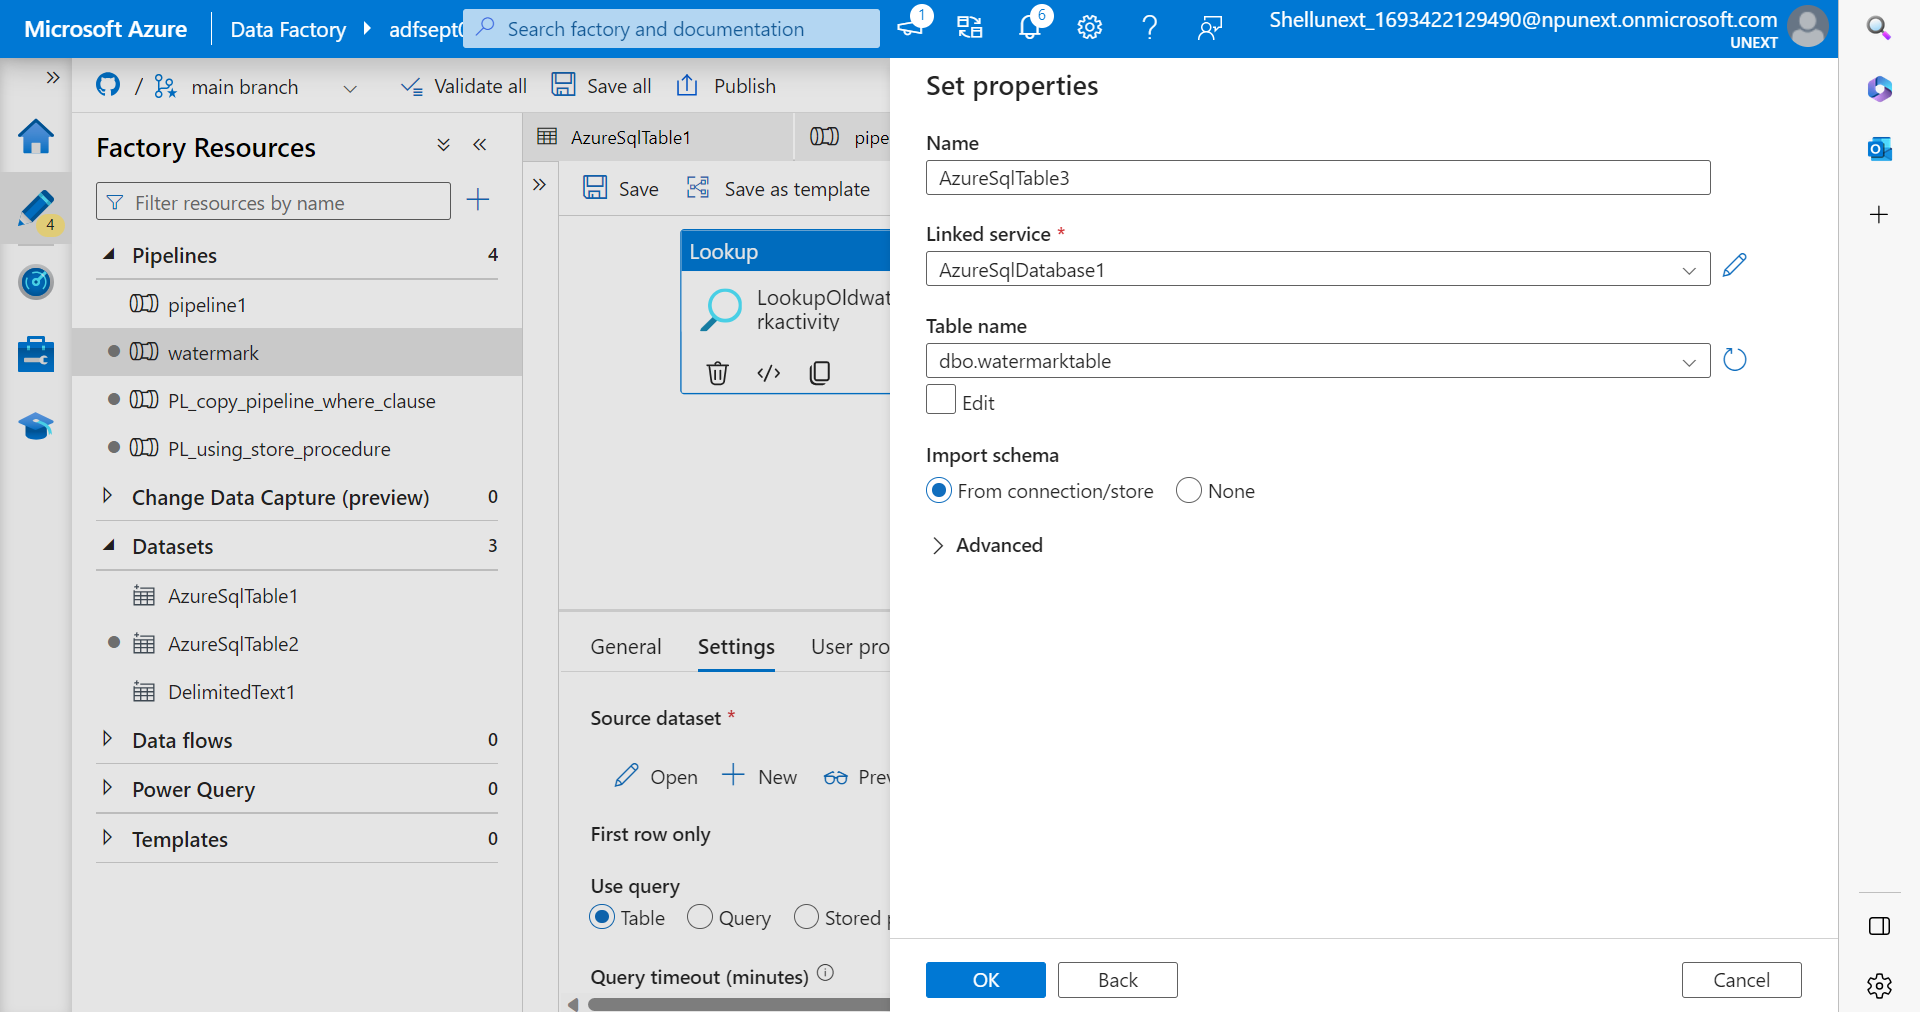 Microsoft Azure
Data Factory
adfsept0
Search factory and documentation
1
6
Shellunext_1693422129490@npunext.onmicrosoft.com
UNEXT
/
main branch
Validate all
Save all
Publish
4
Factory Resources
Filter resources by name
Pipelines 4
pipeline1
watermark
PL_copy_pipeline_where_clause
PL_using_store_procedure
Change Data Capture (preview) 0
Datasets 3
AzureSqlTable1
AzureSqlTable2
DelimitedText1
Data flows 0
Power Query 0
Templates 0
AzureSqlTable1
pipe
Save
Save as template
Lookup
LookupOldwat
rkactivity
General
Settings
User pro
Source dataset *
Open
New
Prev
First row only
Use query
Table
Query
Stored p
Query timeout (minutes)
Set properties
Name
AzureSqlTable3
Linked service *
AzureSqlDatabase1
Table name
dbo.watermarktable
Edit
Import schema
From connection/store
None
Advanced
OK
Back
Cancel